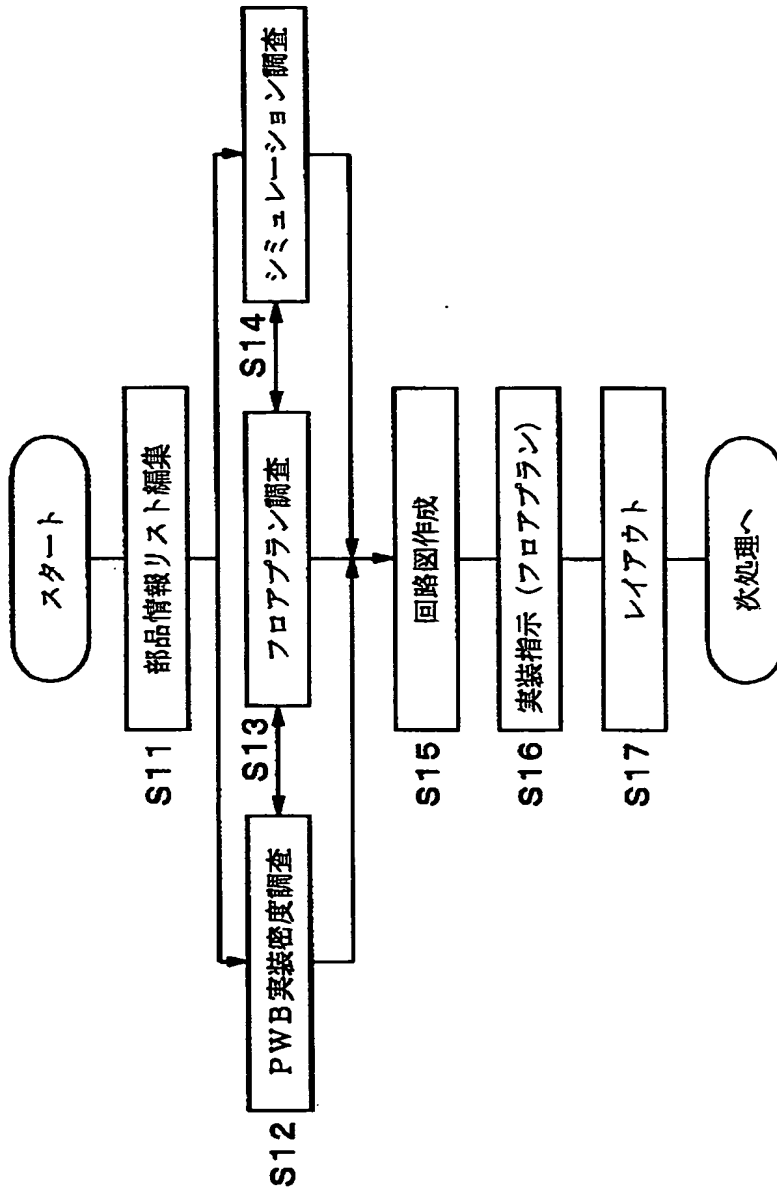 スタート
S11
部品情報リスト編集
S12
PWB実装密度調査
S13
フロアプラン調査
S14
シミュレーション調査
S15
回路図作成
S16
実装指示 (フロアプラン)
S17
レイアウト
次処理へ